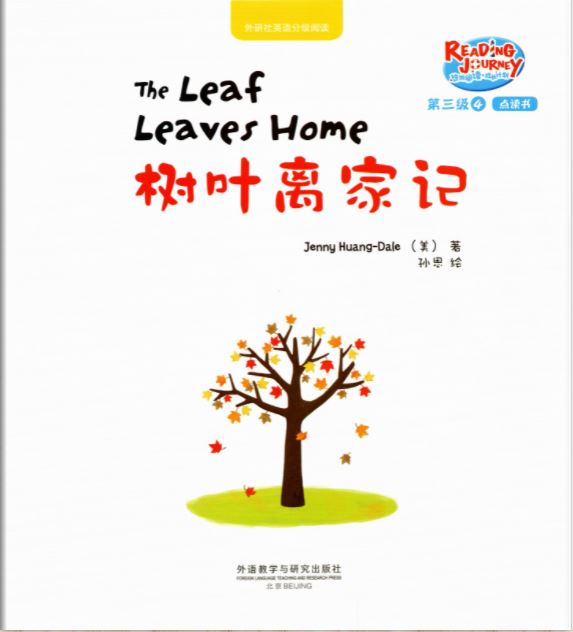 外研社英语分级阅读
READING
JOURNEY
第三级4 点读书
The Leaf
Leaves Home
树叶离家记
Jenny Huang-Dale （美） 著
孙思 绘
外语教学与研究出版社
FOREIGN LANGUAGE TEACHING AND RESEARCH PRESS
北京 BEIJING